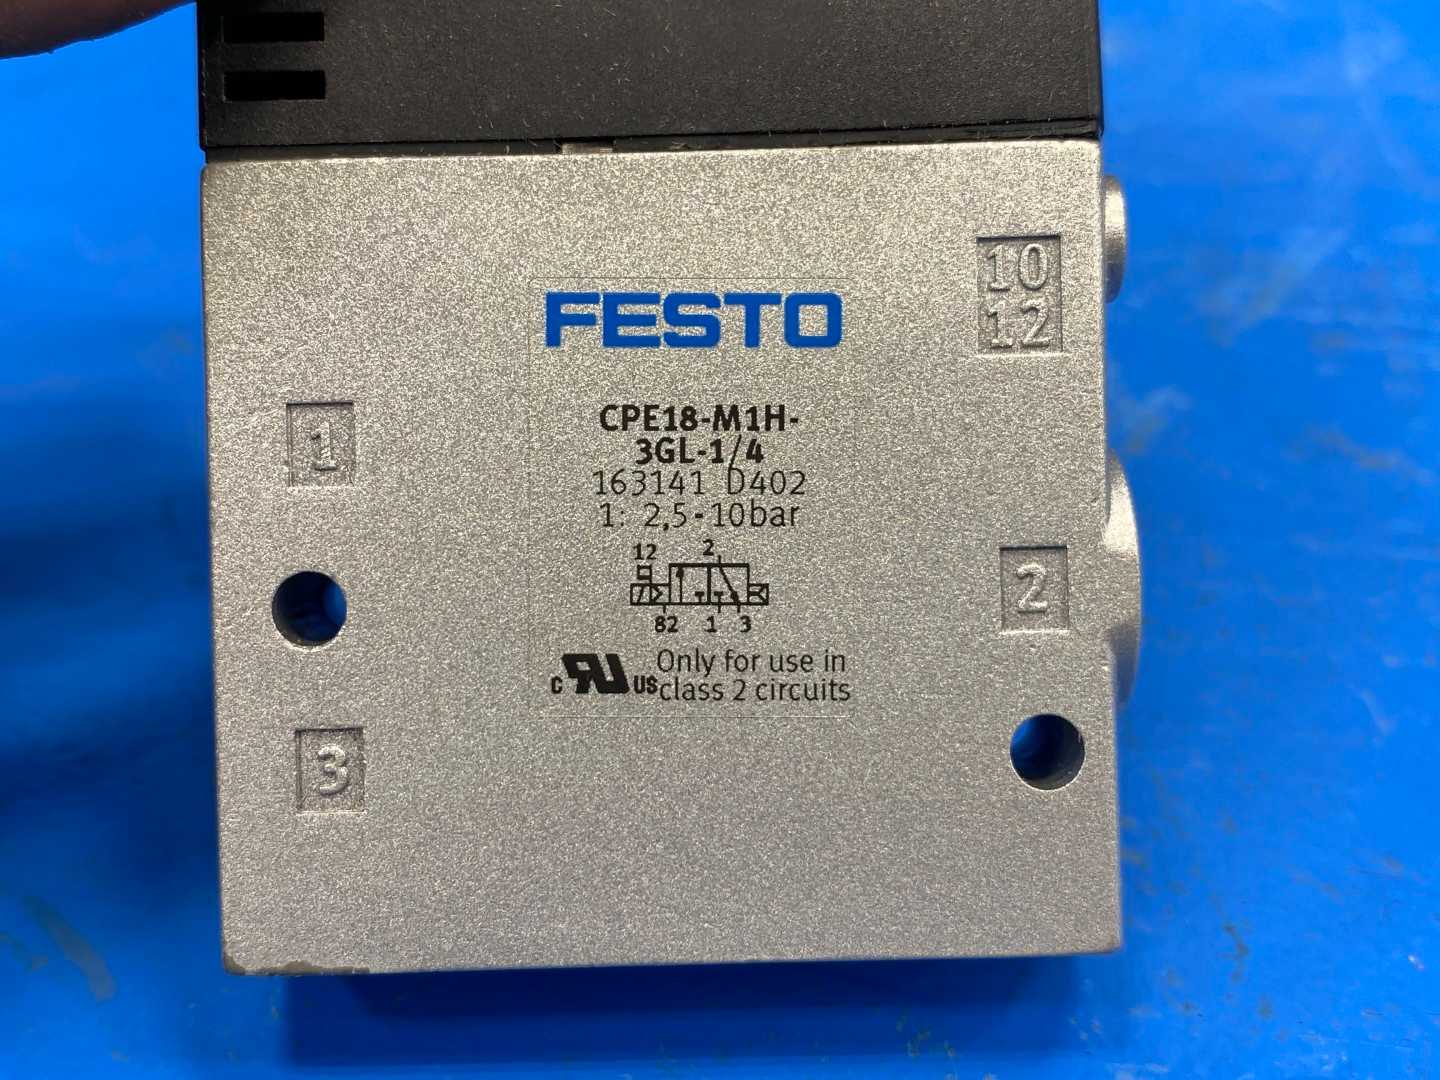 10
12
FESTO
1
CPE18-M1H-
3GL-1/4
163141 D402
1: 2,5-10bar
12 2
82 1 3
2
c RU US Only for use in
class 2 circuits
3